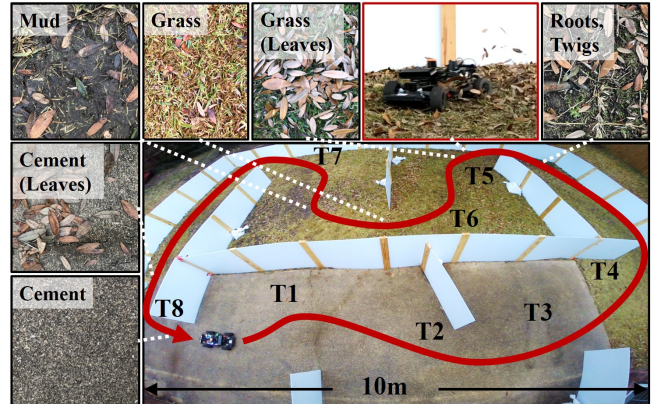 Mud
Grass
Grass
(Leaves)
Roots,
Twigs
Cement
(Leaves)
Cement
T7
T5
T6
T4
T8
T1
T2
T3
10m